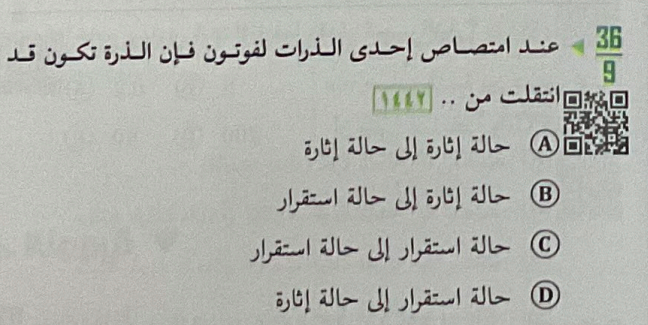 36
9
عند امتصاص إحدى الذرات لفوتون فإن الذرة تكون قد
انتقلت من .. ١٤٤٢
A حالة إثارة إلى حالة إثارة
B حالة إثارة إلى حالة استقرار
C حالة استقرار إلى حالة استقرار
D حالة استقرار إلى حالة إثارة